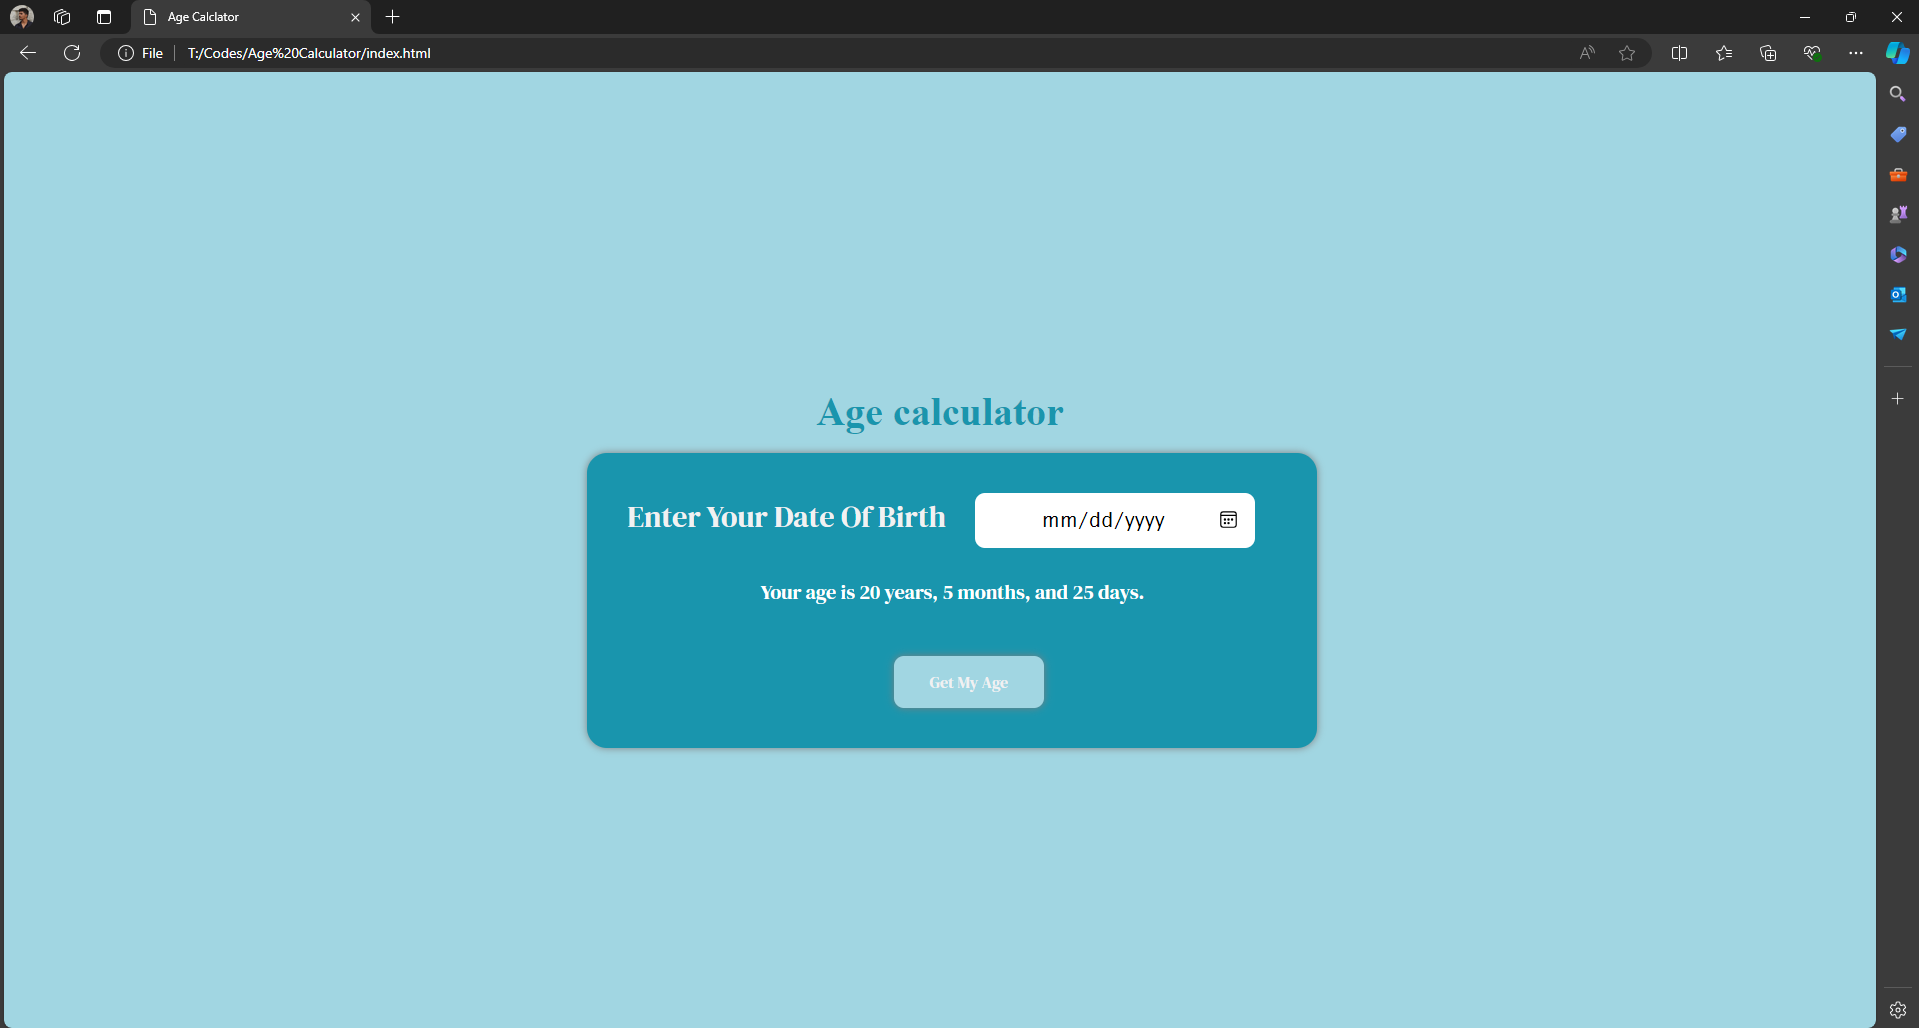 Age Calclator
File
T:/Codes/Age%20Calculator/index.html
Age calculator
Enter Your Date Of Birth
mm/dd/yyyy
Your age is 20 years, 5 months, and 25 days.
Get My Age